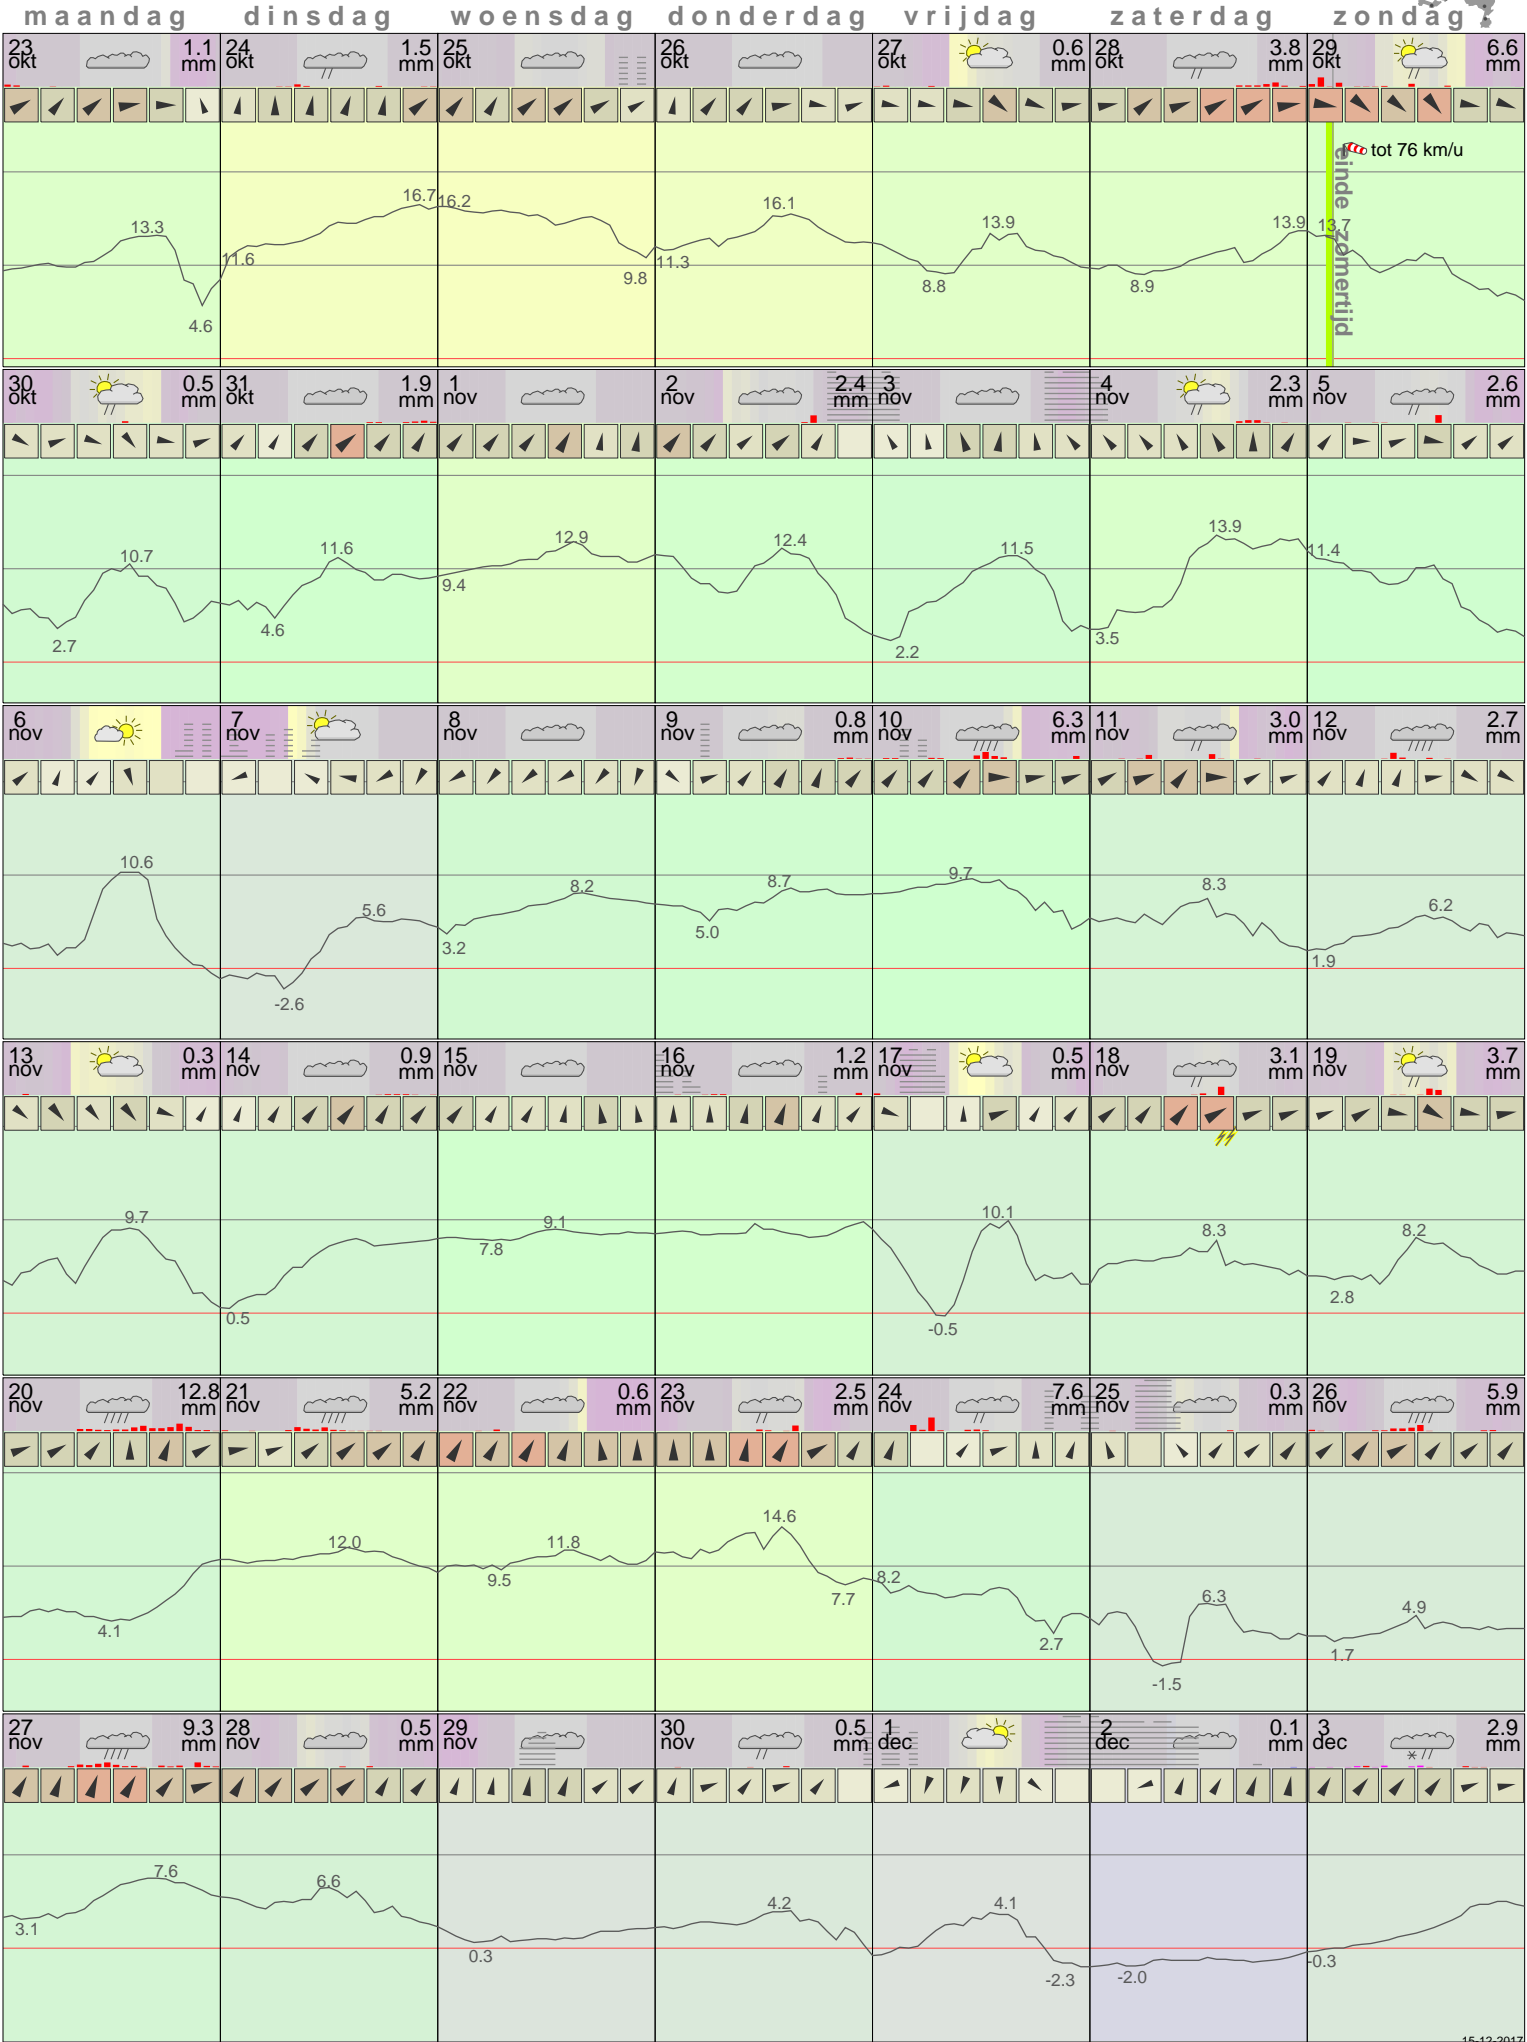 maandag dinsdag woensdag donderdag vrijdag zaterdag zondag
23 okt 1.1 mm 24 okt 1.5 mm 25 okt 26 okt 27 okt 0.6 mm 28 okt 3.8 mm 29 okt 6.6 mm
tot 76 km/u
einde zomertijd
13.3 4.6 11.6 16.7 16.2 9.8 11.3 16.1 8.8 13.9 8.9 13.9 13.7
30 okt 0.5 mm 31 okt 1.9 mm 1 nov 2 nov 2.4 mm 3 nov 4 nov 2.3 mm 5 nov 2.6 mm
2.7 10.7 4.6 11.6 9.4 12.9 12.4 2.2 11.5 3.5 13.9 11.4
6 nov 7 nov 8 nov 9 nov 0.8 mm 10 nov 6.3 mm 11 nov 3.0 mm 12 nov 2.7 mm
10.6 -2.6 5.6 3.2 8.2 5.0 8.7 9.7 8.3 1.9 6.2
13 nov 0.3 mm 14 nov 0.9 mm 15 nov 16 nov 1.2 mm 17 nov 0.5 mm 18 nov 3.1 mm 19 nov 3.7 mm
9.7 0.5 7.8 9.1 -0.5 10.1 8.3 2.8 8.2
20 nov 12.8 21 nov 5.2 mm 22 nov 0.6 mm 23 nov 2.5 mm 24 nov 7.6 mm 25 nov 0.3 mm 26 nov 5.9 mm
4.1 12.0 9.5 11.8 14.6 7.7 8.2 2.7 -1.5 6.3 1.7 4.9
27 nov 9.3 mm 28 nov 0.5 mm 29 nov 30 nov 0.5 mm 1 dec 2 dec 0.1 mm 3 dec 2.9 mm
3.1 7.6 6.6 0.3 4.2 4.1 -2.3 -2.0 -0.3
15-12-2017